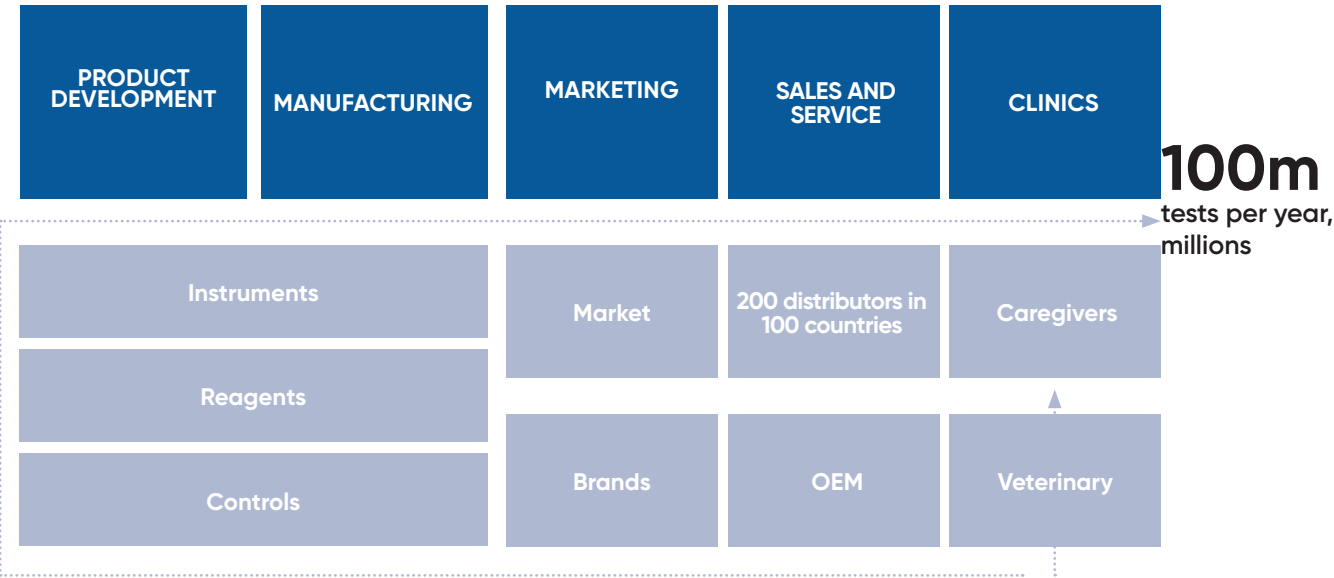 PRODUCT
DEVELOPMENT
MANUFACTURING
MARKETING
SALES AND
SERVICE
CLINICS
100m
tests per year,
millions
Instruments
Reagents
Controls
Market
200 distributors in
100 countries
Caregivers
Brands
OEM
Veterinary